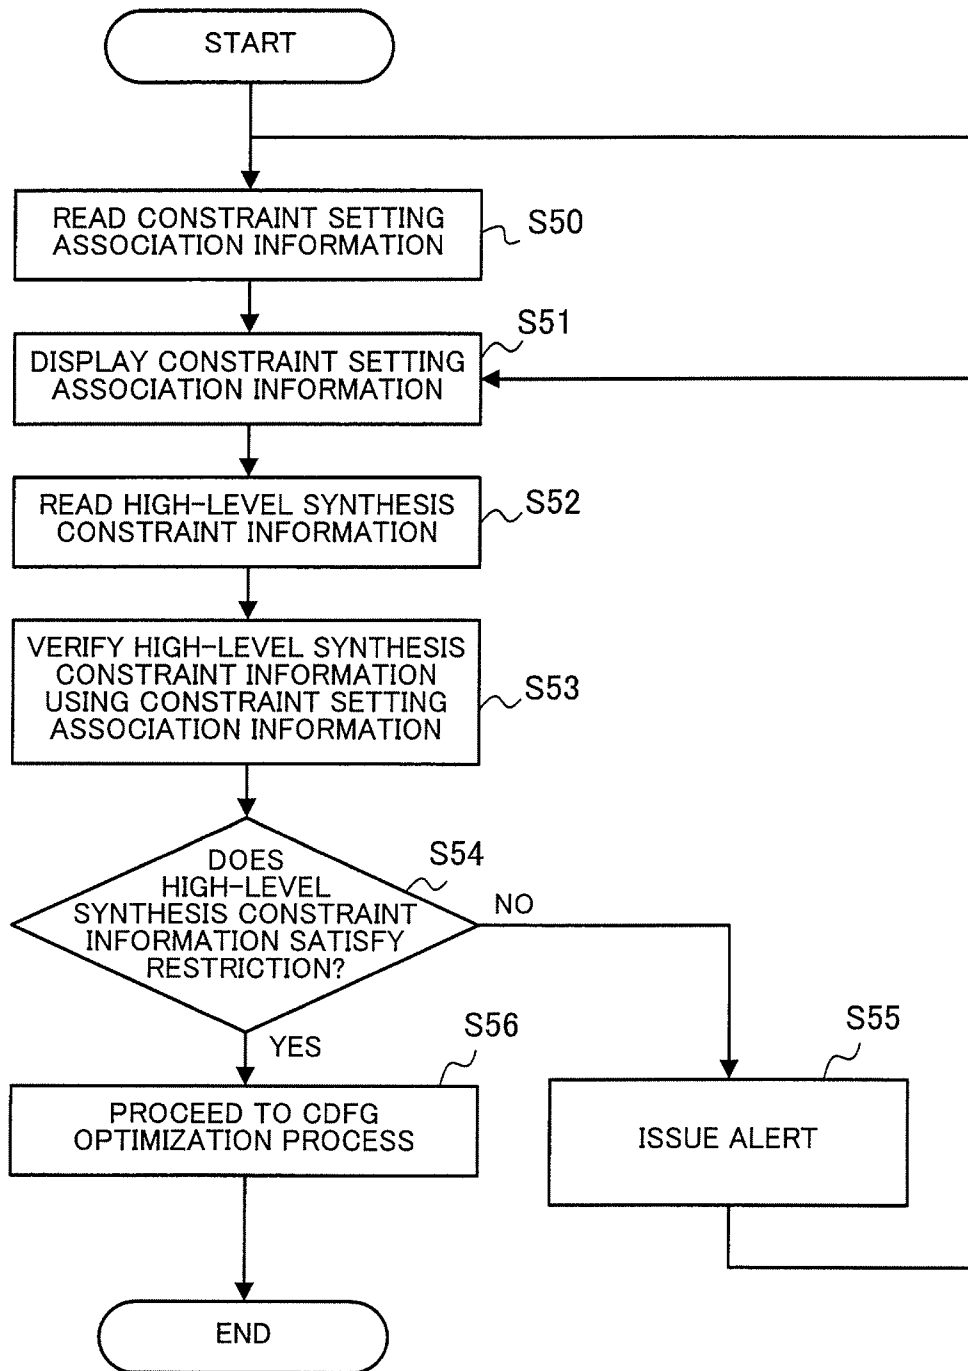 START
READ CONSTRAINT SETTING
ASSOCIATION INFORMATION
S50
S51
DISPLAY CONSTRAINT SETTING
ASSOCIATION INFORMATION
READ HIGH-LEVEL SYNTHESIS
CONSTRAINT INFORMATION
S52
VERIFY HIGH-LEVEL SYNTHESIS
CONSTRAINT INFORMATION
USING CONSTRAINT SETTING
ASSOCIATION INFORMATION
S53
DOES
HIGH-LEVEL
SYNTHESIS CONSTRAINT
INFORMATION SATISFY
RESTRICTION?
S54
NO
YES
S56
PROCEED TO CDFG
OPTIMIZATION PROCESS
S55
ISSUE ALERT
END